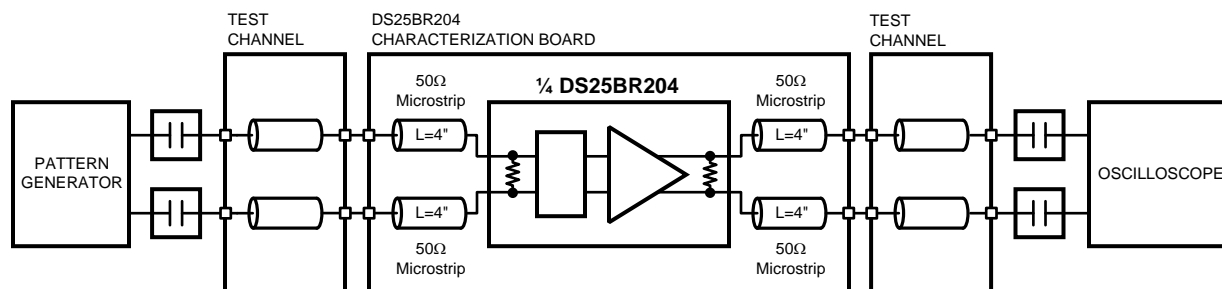 TEST
CHANNEL
DS25BR204
CHARACTERIZATION BOARD
TEST
CHANNEL
50Ω
Microstrip
¼ DS25BR204
50Ω
Microstrip
L=4"
L=4"
PATTERN
GENERATOR
OSCILLOSCOPE
L=4"
L=4"
50Ω
Microstrip
50Ω
Microstrip